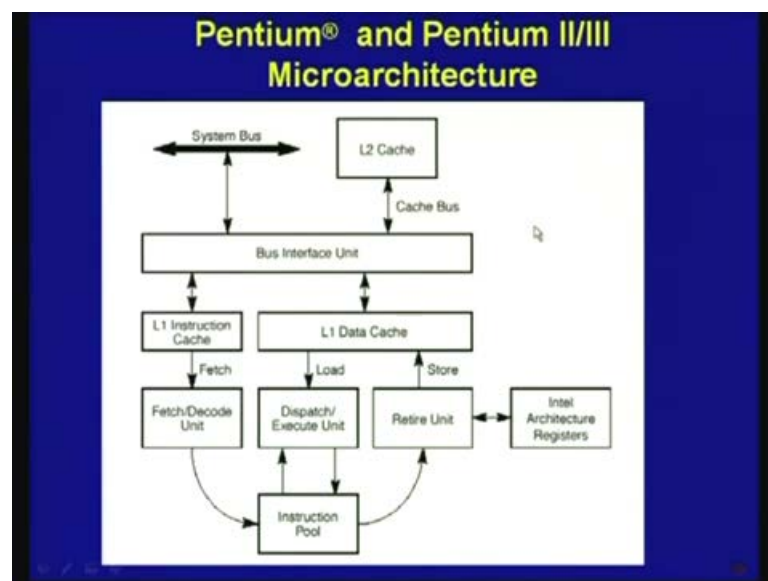 Pentium® and Pentium II/III
Microarchitecture
System Bus
L2 Cache
Cache Bus
Bus Interface Unit
L1 Instruction
Cache
L1 Data Cache
Fetch
Load
Store
Fetch/Decode
Unit
Dispatch/
Execute Unit
Retire Unit
Intel
Architecture
Registers
Instruction
Pool